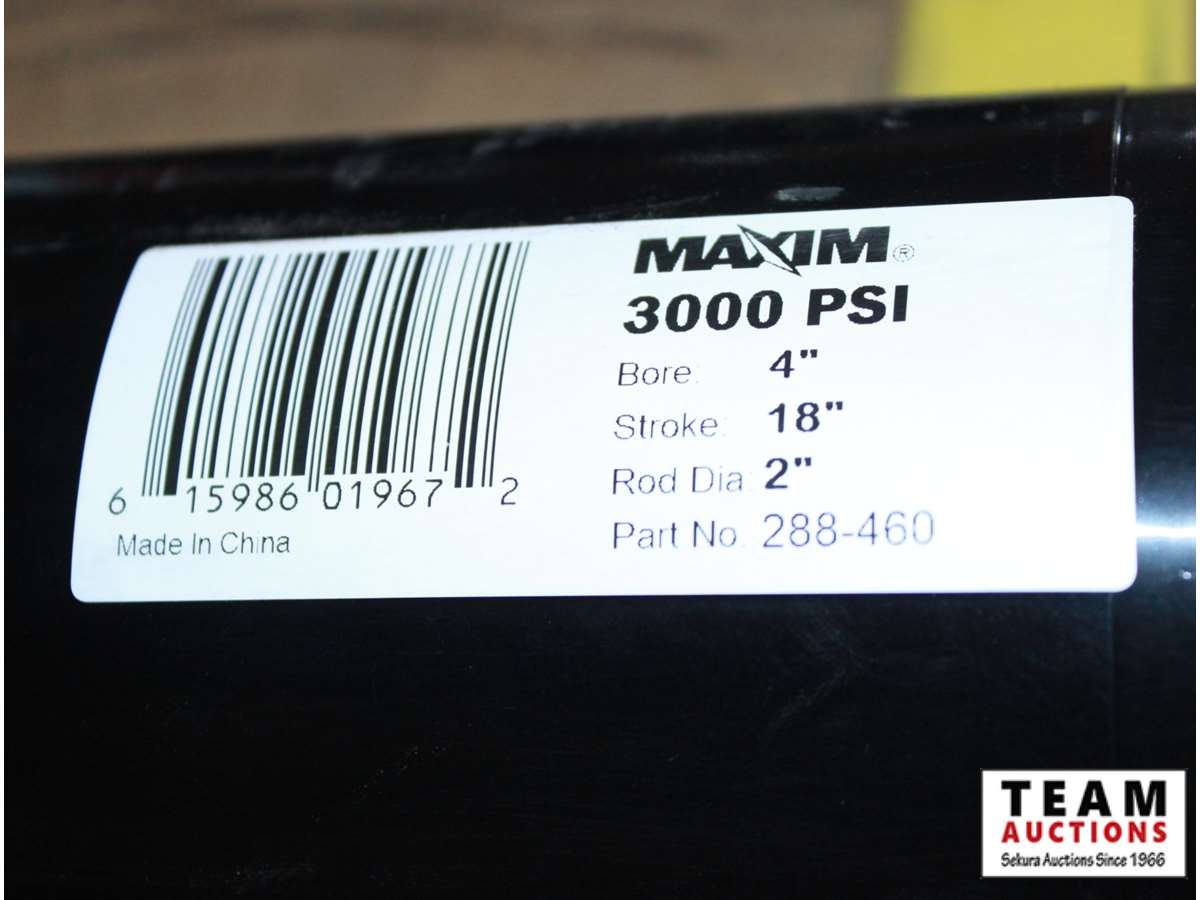 MAXIM®
3000 PSI
Bore: 4"
Stroke: 18"
Rod Dia: 2"
Part No. 288-460
6 15986 01967 2
Made In China
TEAM
AUCTIONS
Sekura Auctions Since 1966